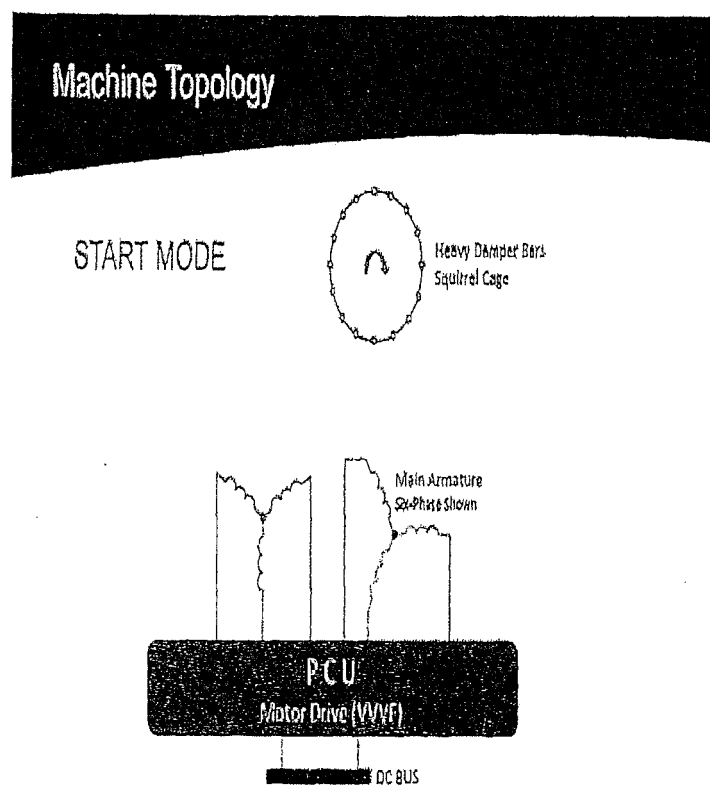 Machine Topology
START MODE
Heavy Damper Bars
Squirrel Cage
Main Armature
Six-Phase Shown
PCU
Motor Drive (VVVF)
DC BUS